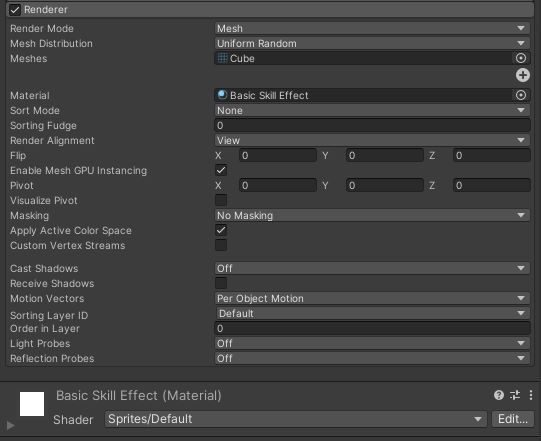 Renderer
Render Mode Mesh
Mesh Distribution Uniform Random
Meshes Cube
Material Basic Skill Effect
Sort Mode None
Sorting Fudge 0
Render Alignment View
Flip X 0 Y 0 Z 0
Enable Mesh GPU Instancing
Pivot X 0 Y 0 Z 0
Visualize Pivot
Masking No Masking
Apply Active Color Space
Custom Vertex Streams
Cast Shadows Off
Receive Shadows
Motion Vectors Per Object Motion
Sorting Layer ID Default
Order in Layer 0
Light Probes Off
Reflection Probes Off
Basic Skill Effect (Material)
Shader Sprites/Default Edit...